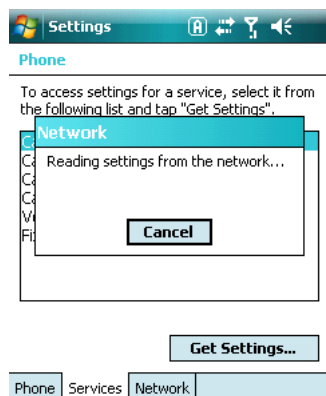 Settings
Phone
To access settings for a service, select it from
the following list and tap "Get Settings".
Network
Reading settings from the network...
Cancel
Get Settings...
Phone Services Network